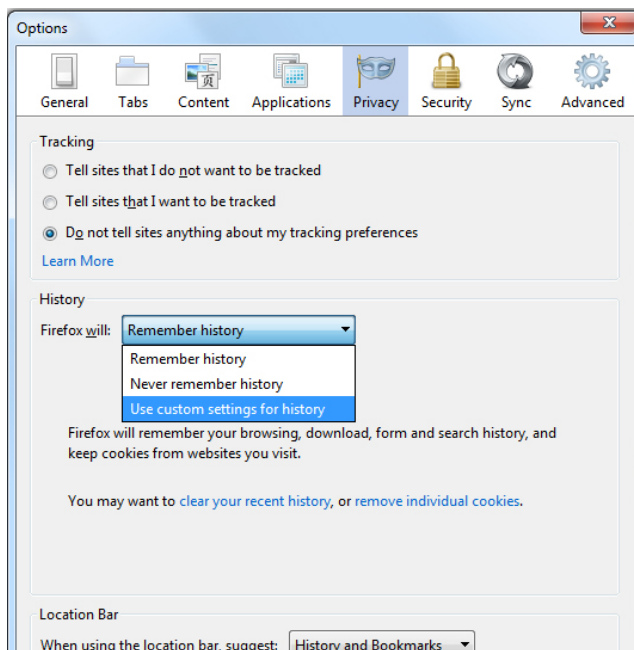 Options
x
页
General Tabs Content Applications Privacy Security Sync Advanced
Tracking
Tell sites that I do not want to be tracked
Tell sites that I want to be tracked
Do not tell sites anything about my tracking preferences
Learn More
History
Firefox will: Remember history
Remember history
Never remember history
Use custom settings for history
Firefox will remember your browsing, download, form and search history, and
keep cookies from websites you visit.
You may want to clear your recent history, or remove individual cookies.
Location Bar
When using the location bar, suggest: History and Bookmarks